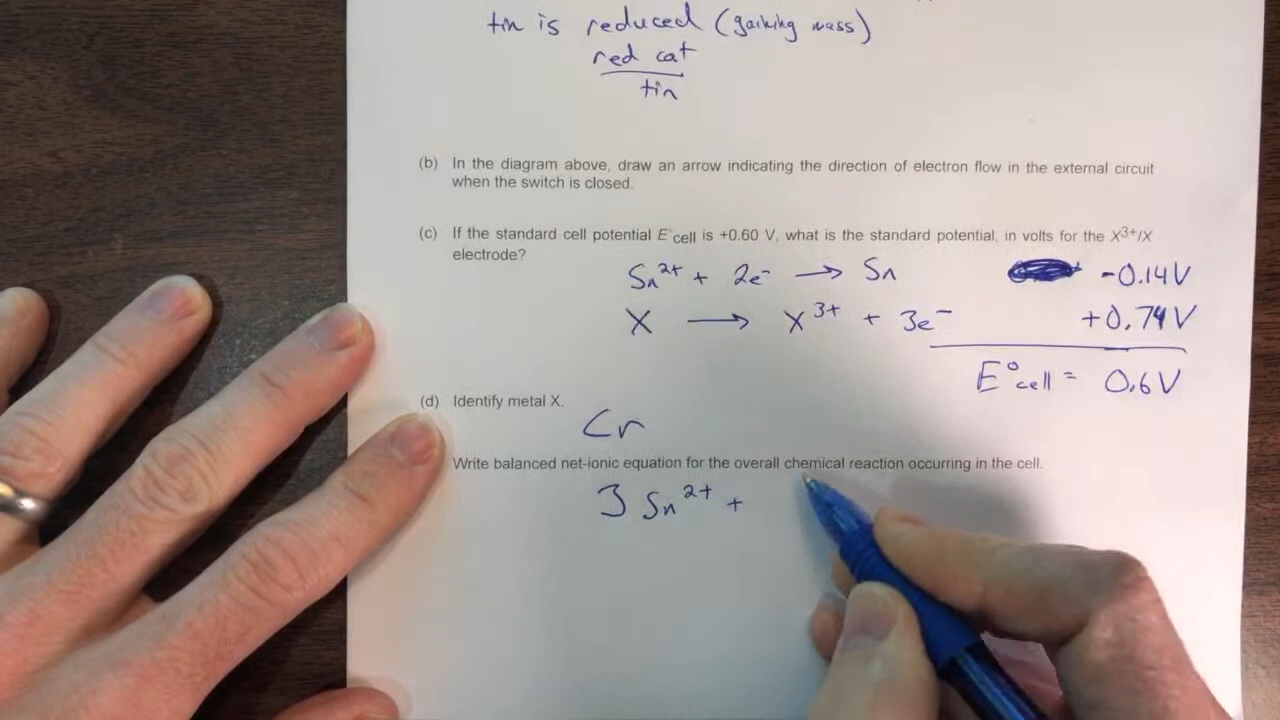 tin is reduced (gaining mass)
red cat
tin
(b) In the diagram above, draw an arrow indicating the direction of electron flow in the external circuit
when the switch is closed.
(c) If the standard cell potential E°cell is +0.60 V, what is the standard potential, in volts for the X³⁺/X
electrode?
Sn²⁺ + 2e⁻ → Sn -0.14V
X → X³⁺ + 3e⁻ +0.74V
E°cell = 0.6V
(d) Identify metal X.
Cr
Write balanced net-ionic equation for the overall chemical reaction occurring in the cell.
3 Sn²⁺ +